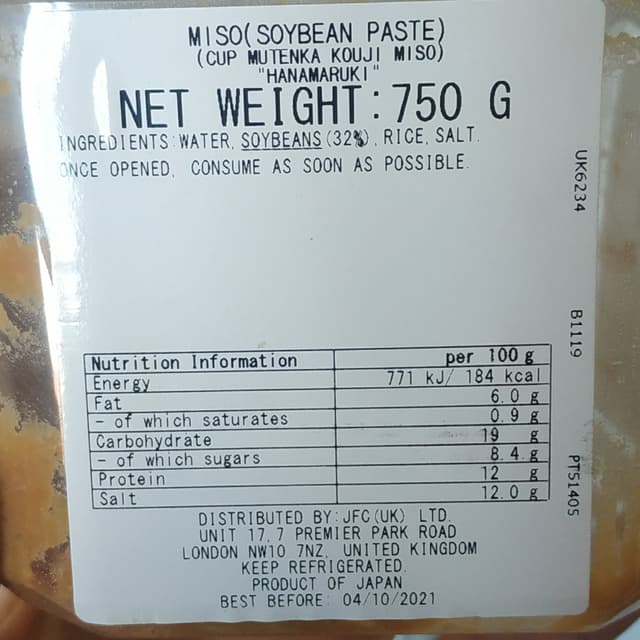 MISO(SOYBEAN PASTE)
(CUP MUTENKA KOUJI MISO)
"HANAMARUKI"
NET WEIGHT:750 G
INGREDIENTS:WATER, SOYBEANS(32%), RICE, SALT.
ONCE OPENED, CONSUME AS SOON AS POSSIBLE.
Nutrition Information per 100 g
Energy 771 kJ/ 184 kcal
Fat 6.0 g
- of which saturates 0.9 g
Carbohydrate 19 g
- of which sugars 8.4 g
Protein 12 g
Salt 12.0 g
DISTRIBUTED BY:JFC(UK) LTD.
UNIT 17,7 PREMIER PARK ROAD
LONDON NW10 7NZ, UNITED KINGDOM
KEEP REFRIGERATED.
PRODUCT OF JAPAN
BEST BEFORE: 04/10/2021
UK6234
B1119
PT51405